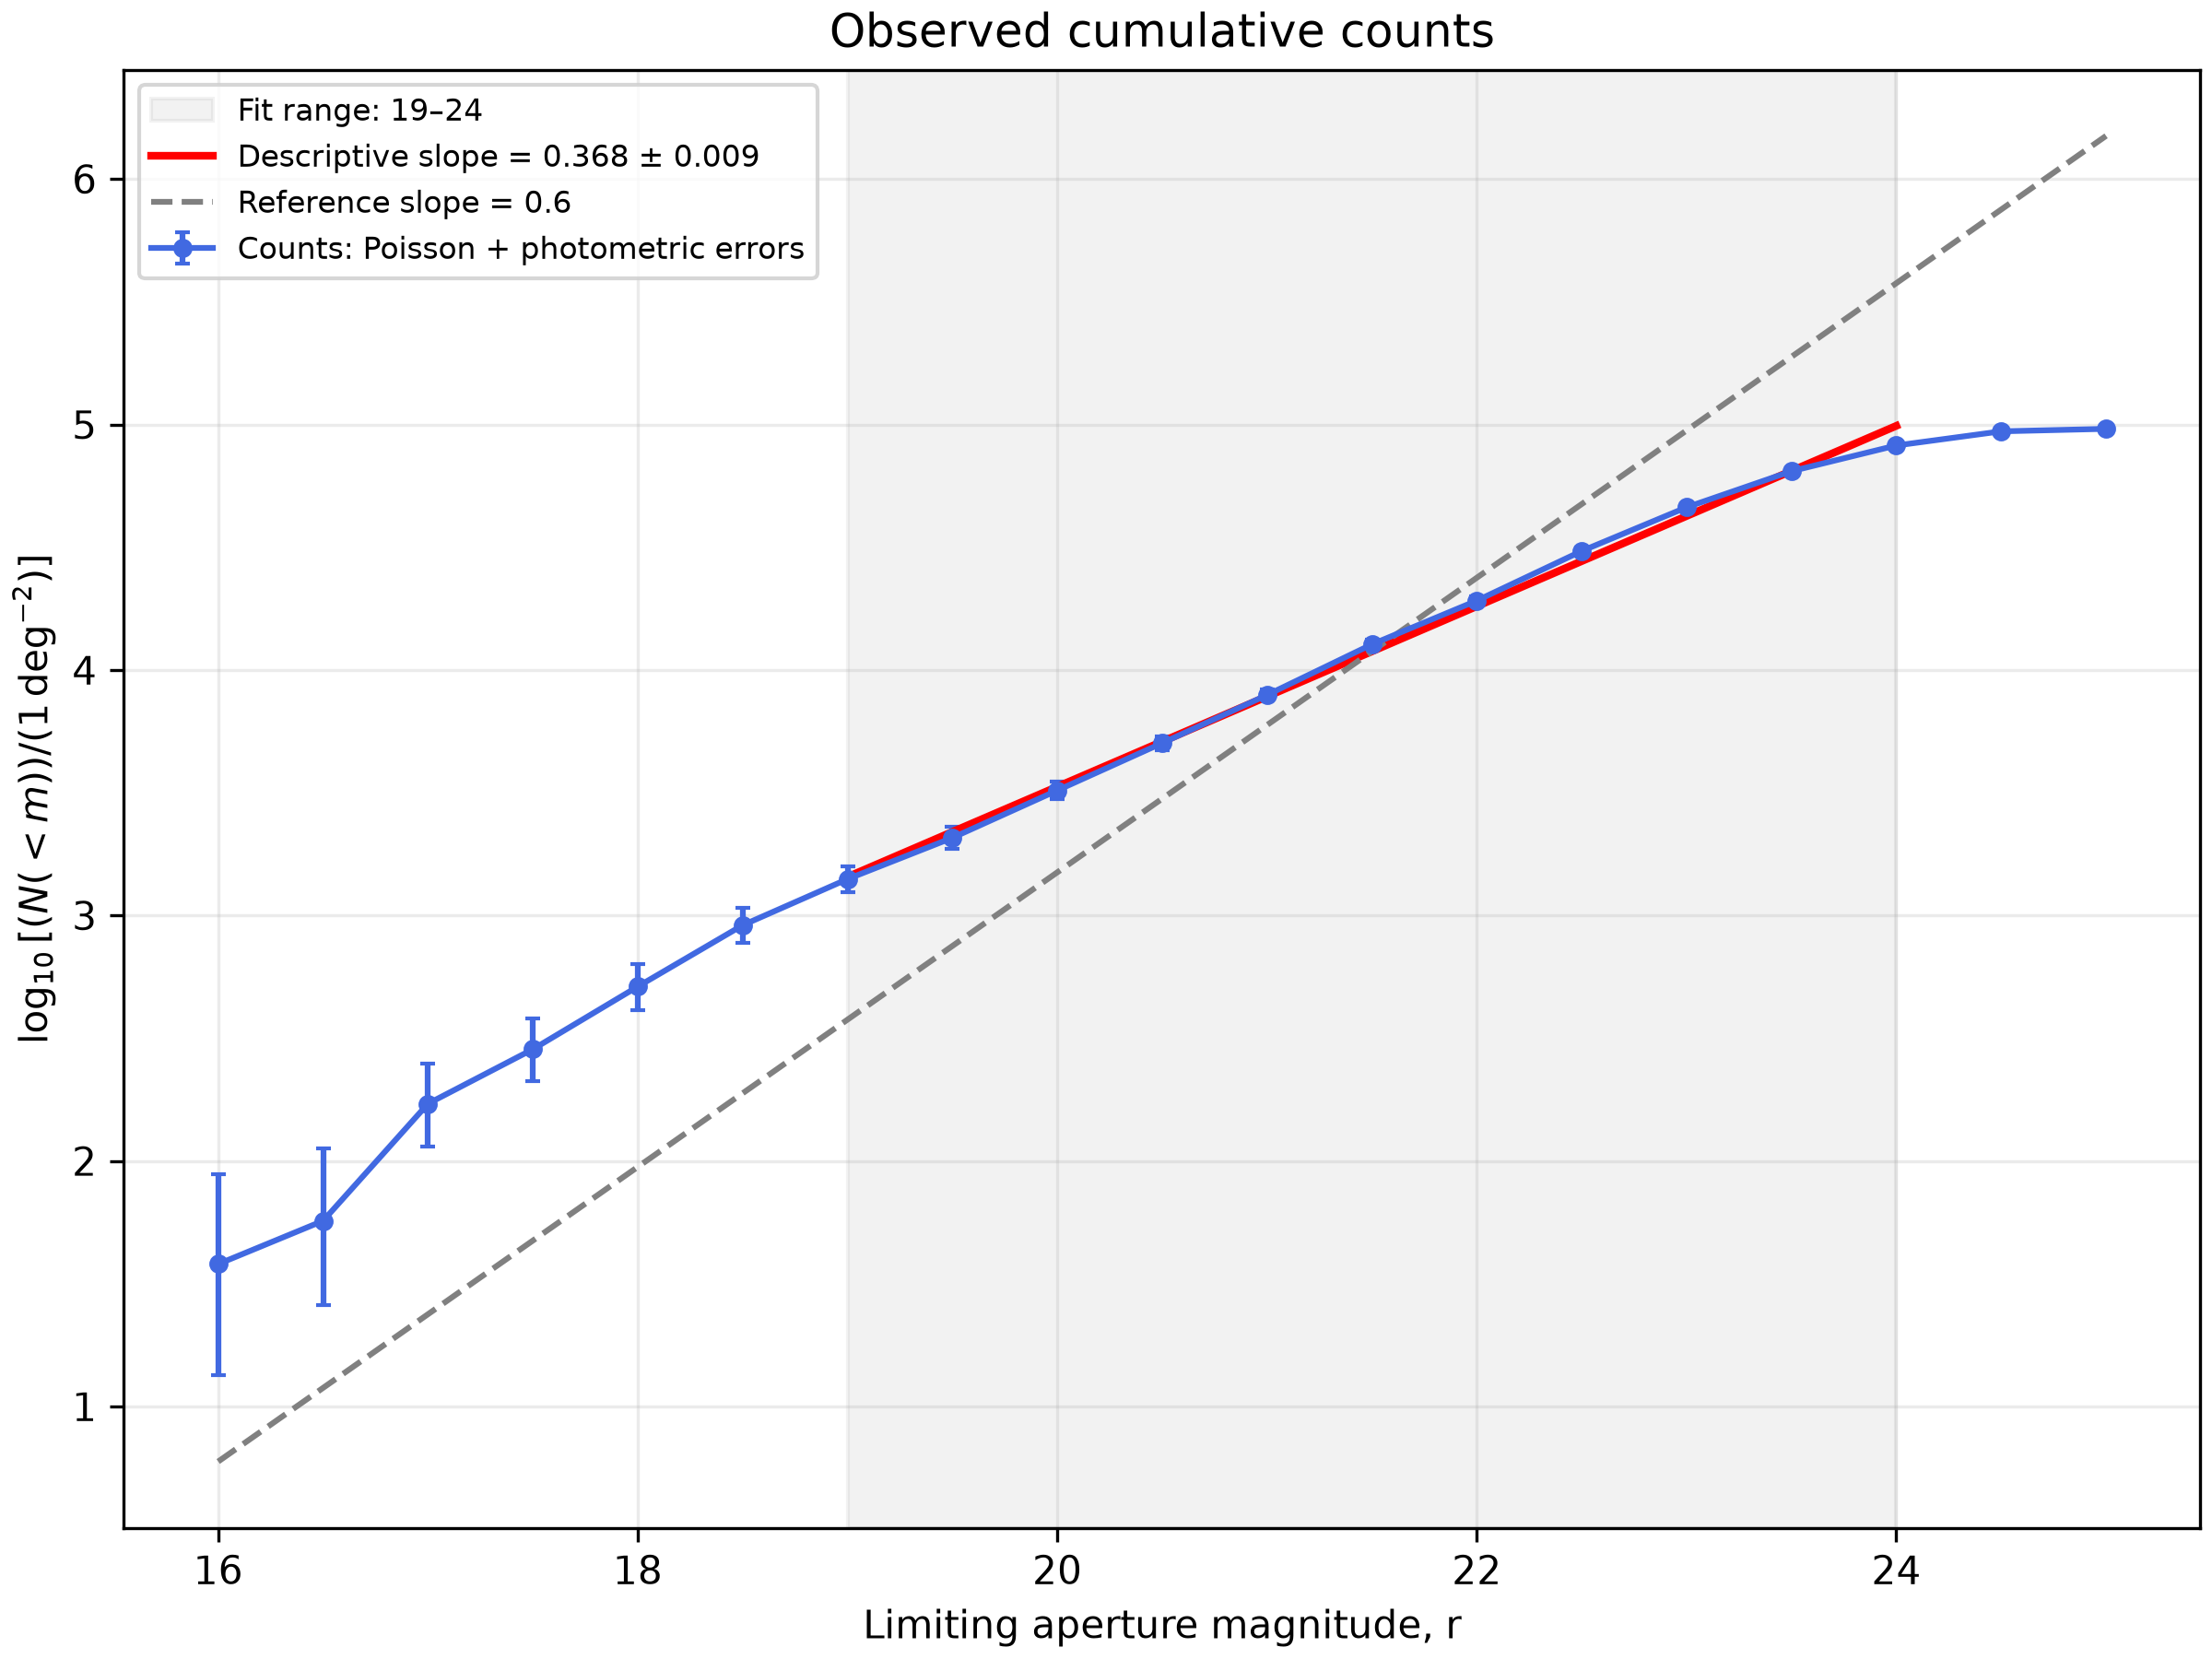 Observed cumulative counts
Fit range: 19–24
Descriptive slope = 0.368 ± 0.009
Reference slope = 0.6
Counts: Poisson + photometric errors
log₁₀[(N( < m))/(1 deg⁻²)]
6
5
4
3
2
1
16 18 20 22 24
Limiting aperture magnitude, r